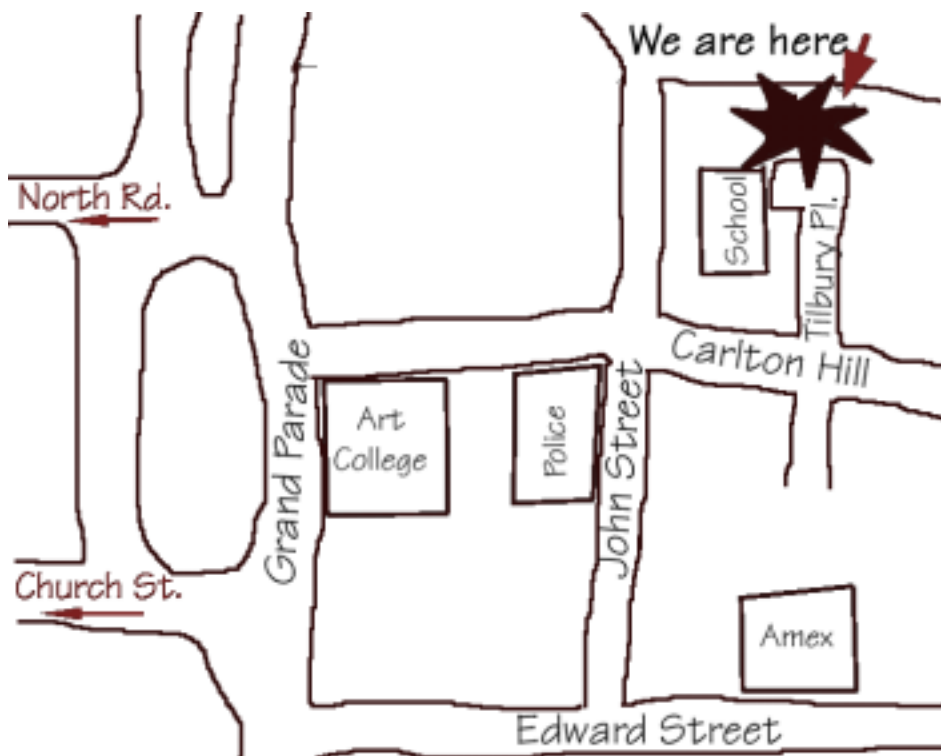 We are here
North Rd.
School
Tilbury Pl.
Carlton Hill
Grand Parade
Art
College
Police
John Street
Church St.
Amex
Edward Street